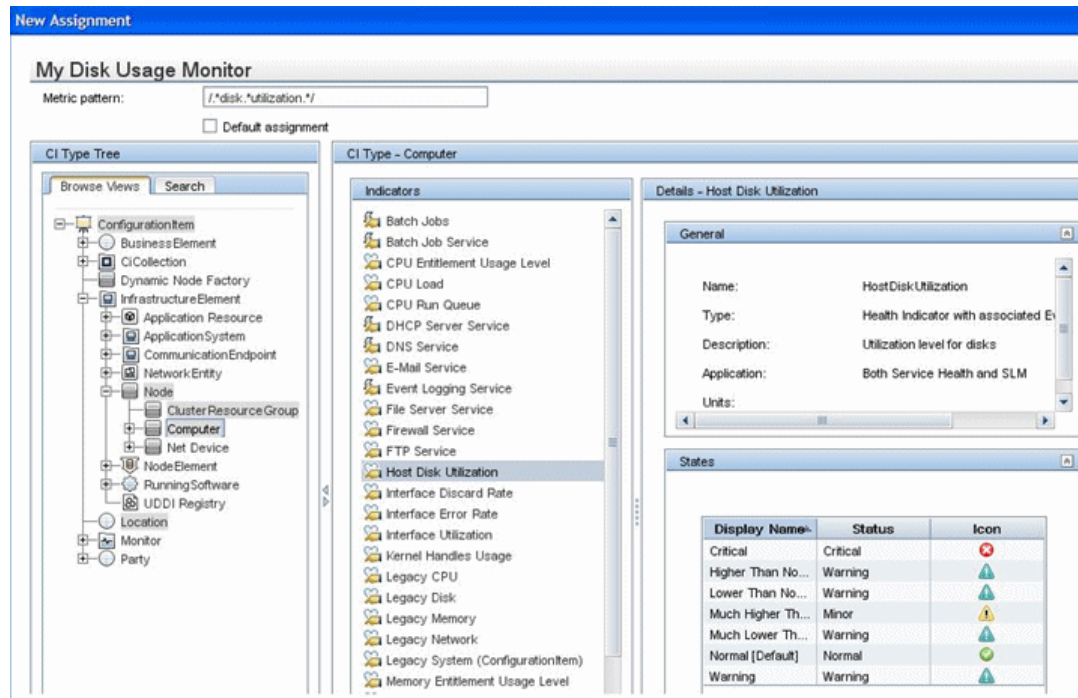 New Assignment
My Disk Usage Monitor
Metric pattern: /.*disk.*utilization.*/
Default assignment
CI Type Tree
Browse Views Search
ConfigurationItem
BusinessElement
CiCollection
Dynamic Node Factory
InfrastructureElement
Application Resource
ApplicationSystem
CommunicationEndpoint
NetworkEntity
Node
ClusterResourceGroup
Computer
Net Device
NodeElement
RunningSoftware
UDDI Registry
Location
Monitor
Party
CI Type - Computer
Indicators
Batch Jobs
Batch Job Service
CPU Entitlement Usage Level
CPU Load
CPU Run Queue
DHCP Server Service
DNS Service
E-Mail Service
Event Logging Service
File Server Service
Firewall Service
FTP Service
Host Disk Utilization
Interface Discard Rate
Interface Error Rate
Interface Utilization
Kernel Handles Usage
Legacy CPU
Legacy Disk
Legacy Memory
Legacy Network
Legacy System (ConfigurationItem)
Memory Entitlement Usage Level
Details - Host Disk Utilization
General
Name: HostDiskUtilization
Type: Health Indicator with associated Ev
Description: Utilization level for disks
Application: Both Service Health and SLM
Units:
States
Display Name Status Icon
Critical Critical
Higher Than No... Warning
Lower Than No... Warning
Much Higher Th... Minor
Much Lower Th... Warning
Normal [Default] Normal
Warning Warning